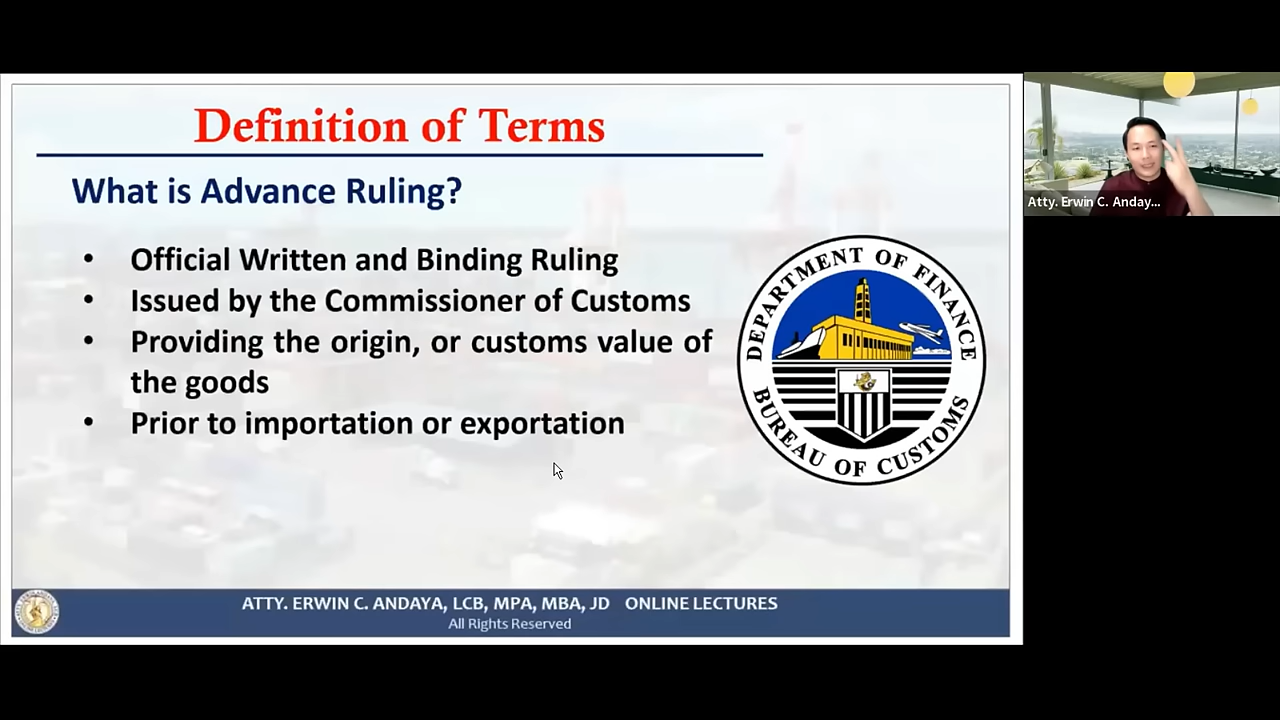 Definition of Terms
What is Advance Ruling?
• Official Written and Binding Ruling
• Issued by the Commissioner of Customs
• Providing the origin, or customs value of
the goods
• Prior to importation or exportation
DEPARTMENT OF FINANCE
BUREAU OF CUSTOMS
ATTY. ERWIN C. ANDAYA, LCB, MPA, MBA, JD ONLINE LECTURES
All Rights Reserved
Atty. Erwin C. Anday...